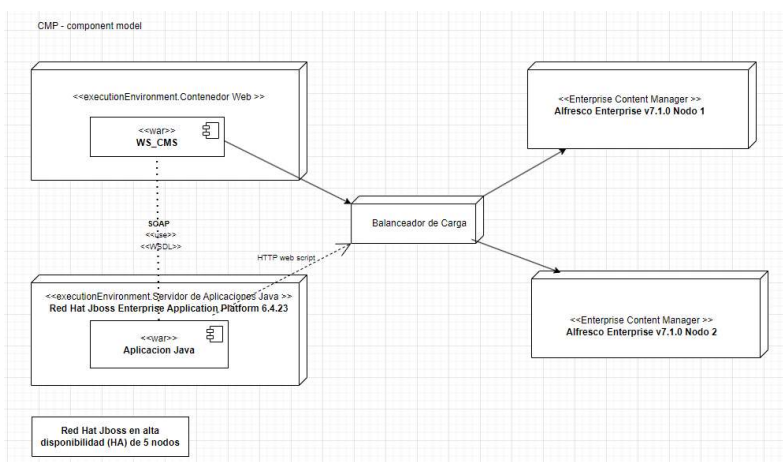 CMP - component model
<<executionEnvironment.Contenedor Web >>
<<war>>
WS_CMS
<<Enterprise Content Manager >>
Alfresco Enterprise v7.1.0 Nodo 1
Balanceador de Carga
SOAP
<<use>>
<<WSDL>>
HTTP web script
<<executionEnvironment.Servidor de Aplicaciones Java >>
Red Hat Jboss Enterprise Application Platform 6.4.23
<<war>>
Aplicacion Java
<<Enterprise Content Manager >>
Alfresco Enterprise v7.1.0 Nodo 2
Red Hat Jboss en alta
disponibilidad (HA) de 5 nodos